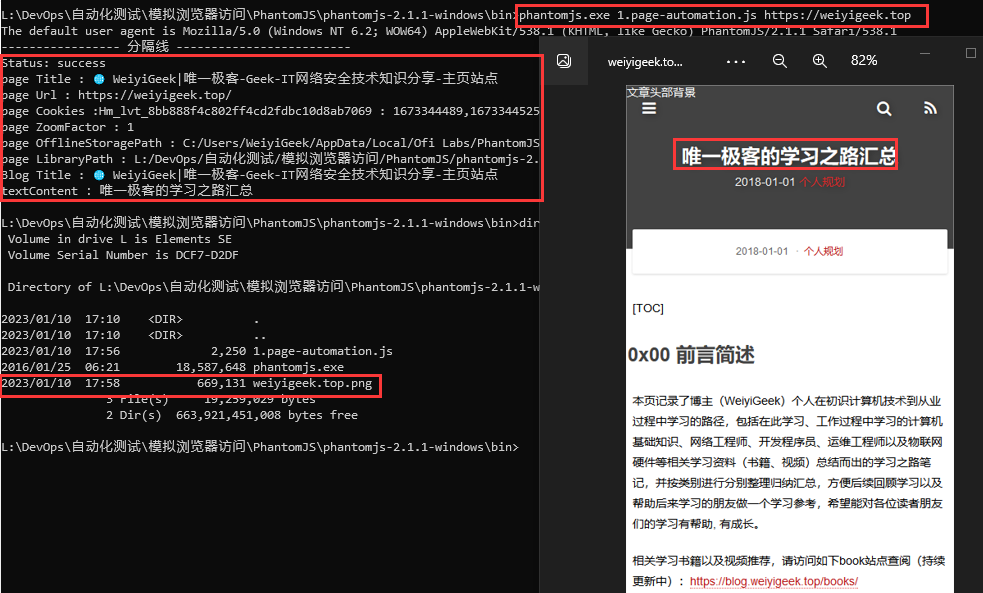 L:\DevOps\自动化测试\模拟浏览器访问\PhantomJS\phantomjs-2.1.1-windows\bin>phantomjs.exe 1.page-automation.js https://weiyigeek.top
The default user agent is Mozilla/5.0 (Windows NT 6.2; WOW64) AppleWebKit/538.1 (KHTML, like Gecko) PhantomJS/2.1.1 Safari/538.1
----------------- 分隔线 -------------------------
Status: success
page Title : 🌐 WeiyiGeek|唯一极客-Geek-IT网络安全技术知识分享-主页站点
page Url : https://weiyigeek.top/
page Cookies :Hm_lvt_8bb888f4c802ff4cd2fdbc10d8ab7069 : 1673344489,1673344525
page ZoomFactor : 1
page OfflineStoragePath : C:/Users/WeiyiGeek/AppData/Local/Ofi Labs/PhantomJS
page LibraryPath : L:/DevOps/自动化测试/模拟浏览器访问/PhantomJS/phantomjs-2.
Blog Title : 🌐 WeiyiGeek|唯一极客-Geek-IT网络安全技术知识分享-主页站点
textContent : 唯一极客的学习之路汇总
L:\DevOps\自动化测试\模拟浏览器访问\PhantomJS\phantomjs-2.1.1-windows\bin>dir
Volume in drive L is Elements SE
Volume Serial Number is DCF7-D2DF
Directory of L:\DevOps\自动化测试\模拟浏览器访问\PhantomJS\phantomjs-2.1.1-w
2023/01/10 17:10 <DIR> .
2023/01/10 17:10 <DIR> ..
2023/01/10 17:56 2,250 1.page-automation.js
2016/01/25 06:21 18,587,648 phantomjs.exe
2023/01/10 17:58 669,131 weiyigeek.top.png
3 File(s) 19,259,029 bytes
2 Dir(s) 663,921,451,008 bytes free
L:\DevOps\自动化测试\模拟浏览器访问\PhantomJS\phantomjs-2.1.1-windows\bin>
weiyigeek.to...
82%
文章头部背景
唯一极客的学习之路汇总
2018-01-01 个人规划
2018-01-01 · 个人规划
[TOC]
0x00 前言简述
本页记录了博主（WeiyiGeek）个人在初识计算机技术到从业
过程中学习的路径，包括在此学习、工作过程中学习的计算机
基础知识、网络工程师、开发程序员、运维工程师以及物联网
硬件等相关学习资料（书籍、视频）总结而出的学习之路笔
记，并按类别进行分别整理归纳汇总，方便后续回顾学习以及
帮助后来学习的朋友做一个学习参考，希望能对各位读者朋友
们的学习有帮助, 有成长。
相关学习书籍以及视频推荐，请访问如下book站点查阅（持续
更新中）：https://blog.weiyigeek.top/books/